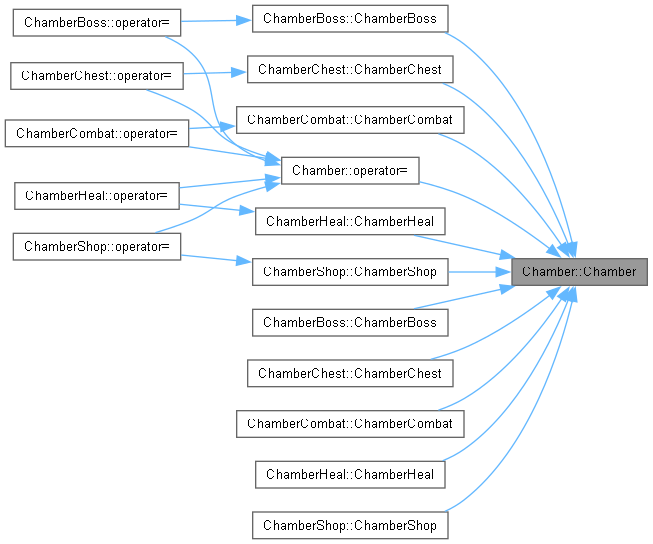 ChamberBoss::operator=
ChamberBoss::ChamberBoss
ChamberChest::operator=
ChamberChest::ChamberChest
ChamberCombat::operator=
ChamberCombat::ChamberCombat
Chamber::operator=
ChamberHeal::operator=
ChamberHeal::ChamberHeal
ChamberShop::operator=
ChamberShop::ChamberShop
Chamber::Chamber
ChamberBoss::ChamberBoss
ChamberChest::ChamberChest
ChamberCombat::ChamberCombat
ChamberHeal::ChamberHeal
ChamberShop::ChamberShop